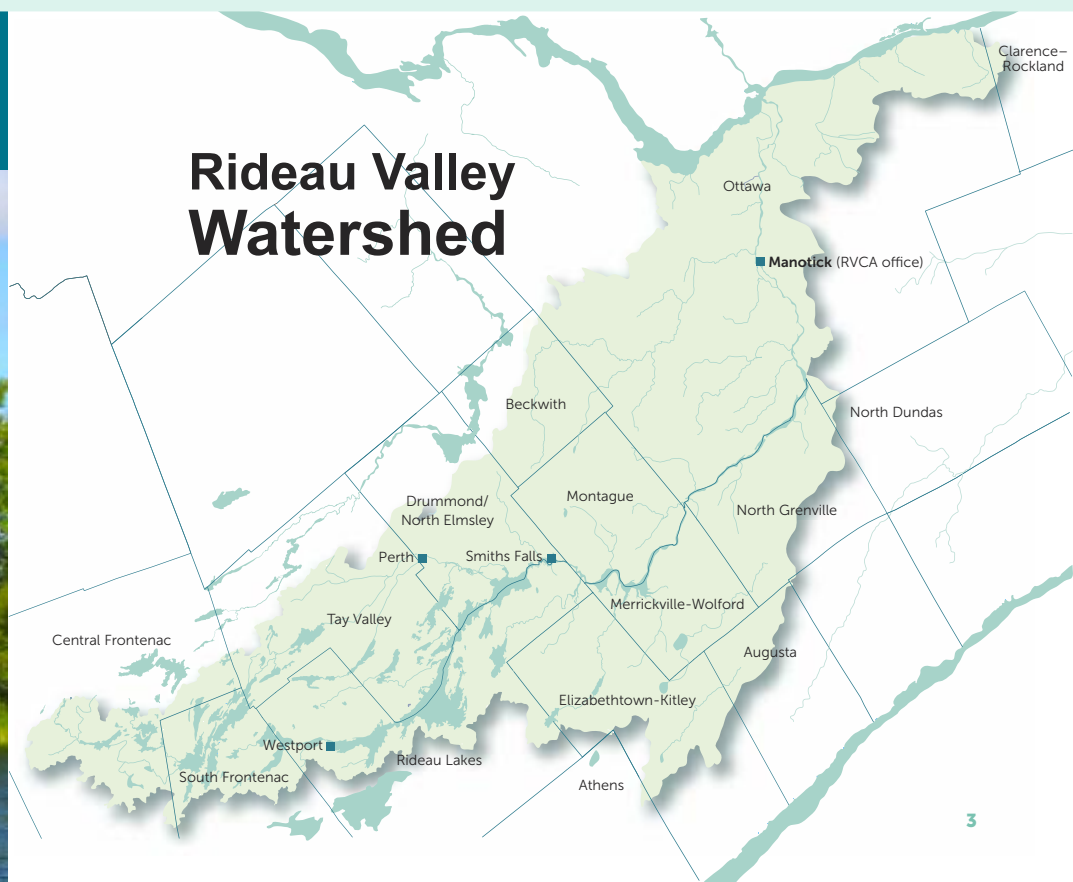 Rideau Valley
Watershed
Clarence–
Rockland
Ottawa
Manotick (RVCA office)
Beckwith
North Dundas
Drummond/
North Elmsley
Montague
North Grenville
Perth
Smiths Falls
Merrickville-Wolford
Tay Valley
Central Frontenac
Augusta
Elizabethtown-Kitley
Westport
Rideau Lakes
South Frontenac
Athens
3